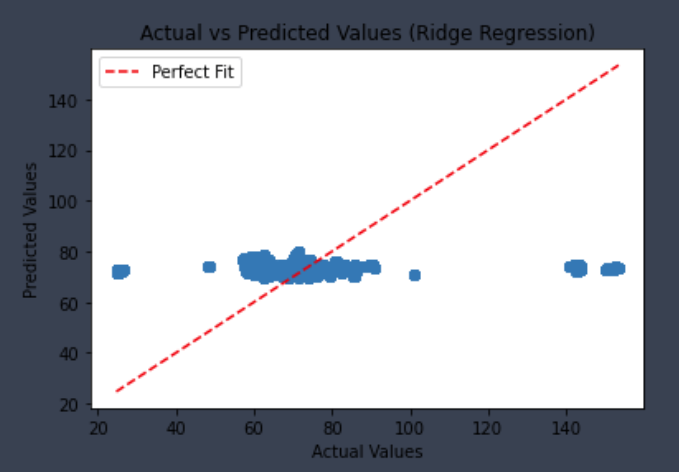 Actual vs Predicted Values (Ridge Regression)
Perfect Fit
Predicted Values
140
120
100
80
60
40
20
20 40 60 80 100 120 140
Actual Values